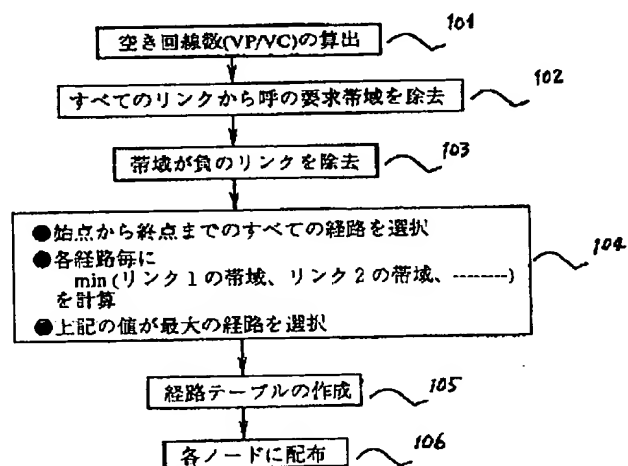 空き回線数(VP/VC)の算出
101
すべてのリンクから呼の要求帯域を除去
102
帯域が負のリンクを除去
103
●始点から終点までのすべての経路を選択
●各経路毎に
min(リンク1の帯域、リンク2の帯域、-------)
を計算
●上記の値が最大の経路を選択
104
経路テーブルの作成
105
各ノードに配布
106